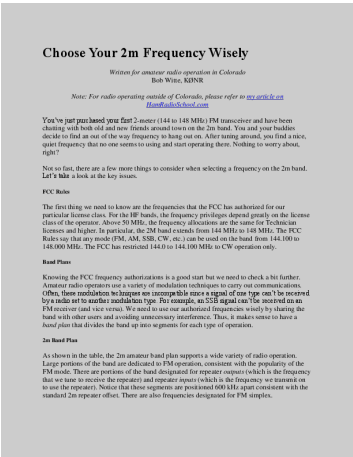 Choose Your 2m Frequency Wisely
Written for amateur radio operation in Colorado
Bob Witte, KØNR
Note: For radio operating outside of Colorado, please refer to my article on
HamRadioSchool.com
You've just purchased your first 2-meter (144 to 148 MHz) FM transceiver and have been
chatting with both old and new friends around town on the 2m band. You and your buddies
decide to find an out of the way frequency to hang out on. After tuning around, you find a nice,
quiet frequency that no one seems to using and start operating there. Nothing to worry about,
right?
Not so fast, there are a few more things to consider when selecting a frequency on the 2m band.
Let's take a look at the key issues.
FCC Rules
The first thing we need to know are the frequencies that the FCC has authorized for our
particular license class. For the HF bands, the frequency privileges depend greatly on the license
class of the operator. Above 50 MHz, the frequency allocations are the same for Technician
licenses and higher. In particular, the 2m band extends from 144 MHz to 148 MHz. The FCC
Rules say that any mode (FM, AM, SSB, CW, etc.) can be used on the band from 144.100 to
148.000 MHz. The FCC has restricted 144.0 to 144.100 MHz to CW operation only.
Band Plans
Knowing the FCC frequency authorizations is a good start but we need to check a bit further.
Amateur radio operators use a variety of modulation techniques to carry out communications.
Often, these modulation techniques are incompatible since a signal of one type can't be received
by a radio set to another modulation type. For example, an SSB signal can't be received on an
FM receiver (and vice versa). We need to use our authorized frequencies wisely by sharing the
band with other users and avoiding unnecessary interference. Thus, it makes sense to have a
band plan that divides the band up into segments for each type of operation.
2m Band Plan
As shown in the table, the 2m amateur band plan supports a wide variety of radio operation.
Large portions of the band are dedicated to FM operation, consistent with the popularity of the
FM mode. There are portions of the band designated for repeater outputs (which is the frequency
that we tune to receive the repeater) and repeater inputs (which is the frequency we transmit on
to use the repeater). Notice that these segments are positioned 600 kHz apart consistent with the
standard 2m repeater offset. There are also frequencies designated for FM simplex.